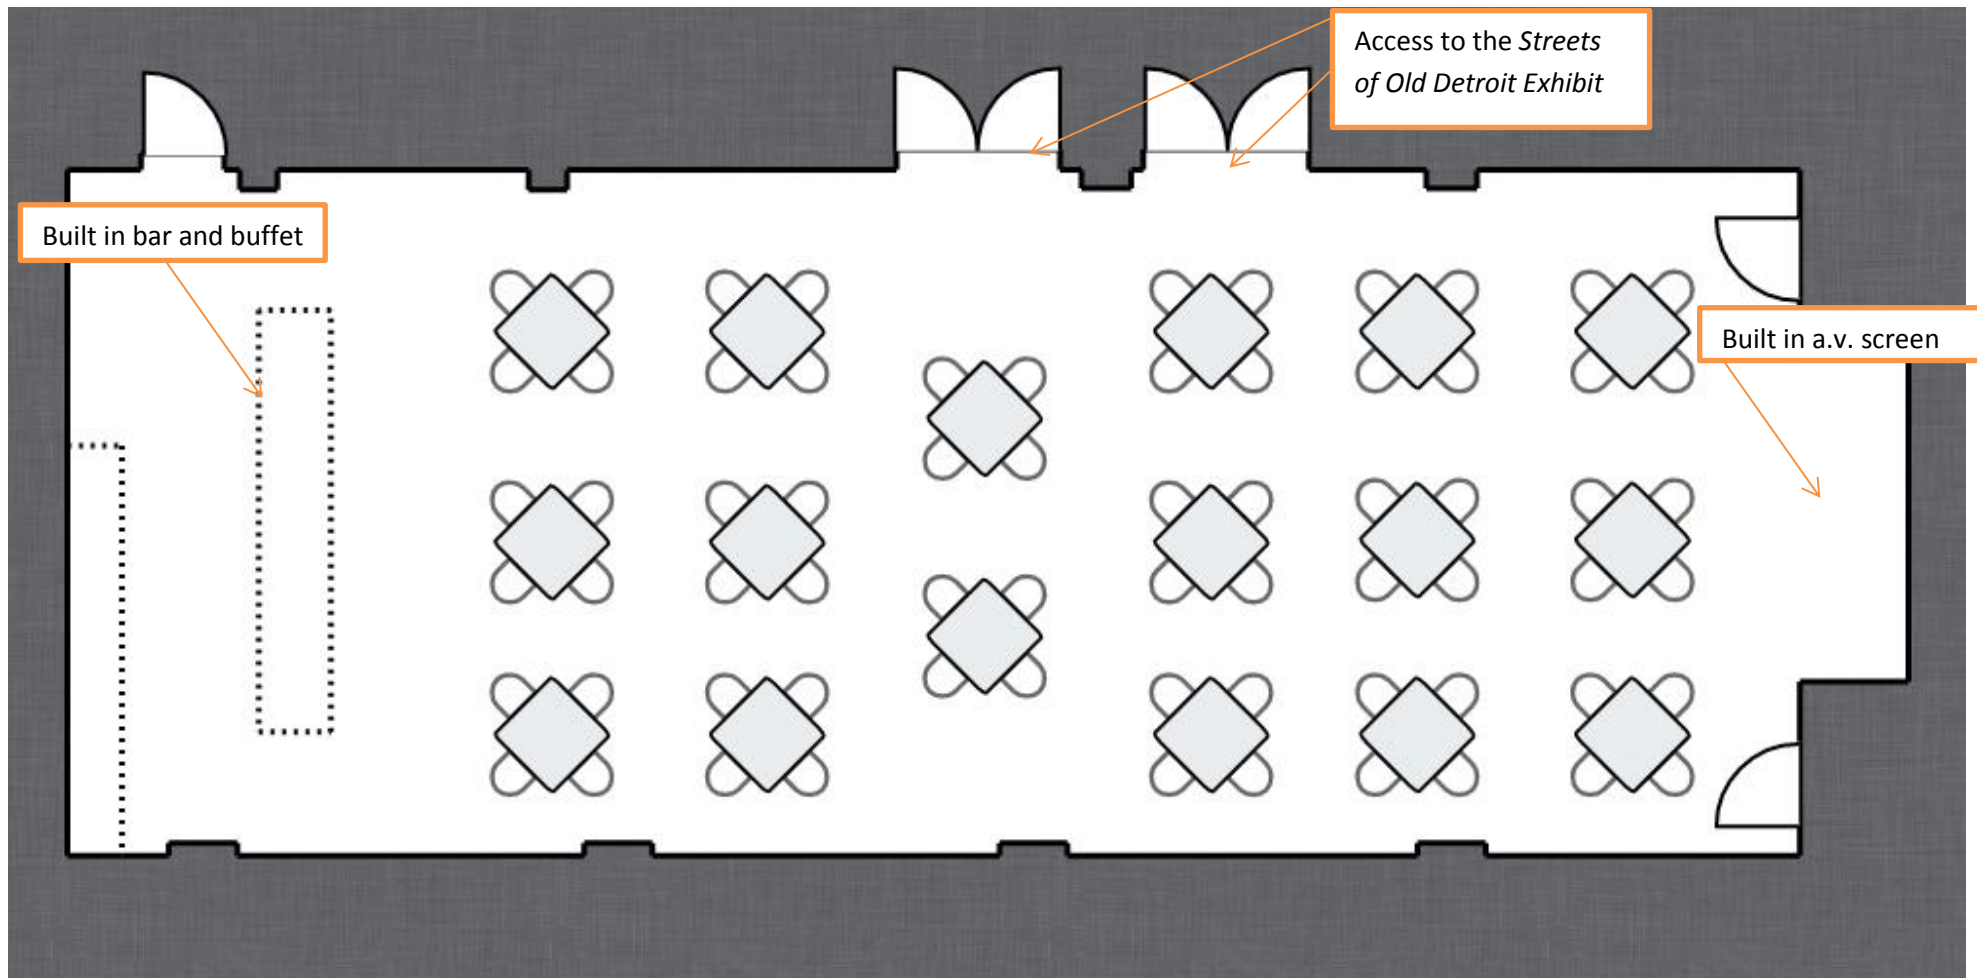 Access to the Streets
of Old Detroit Exhibit
Built in bar and buffet
Built in a.v. screen